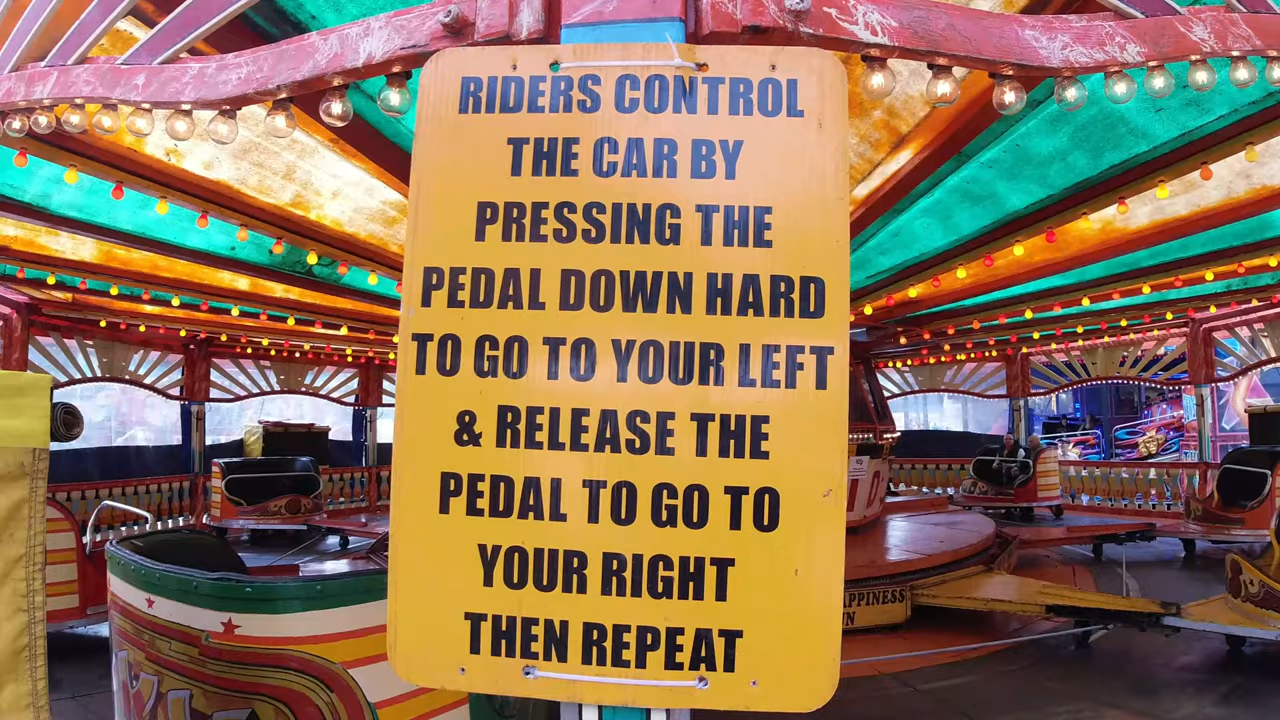 RIDERS CONTROL
THE CAR BY
PRESSING THE
PEDAL DOWN HARD
TO GO TO YOUR LEFT
& RELEASE THE
PEDAL TO GO TO
YOUR RIGHT
THEN REPEAT